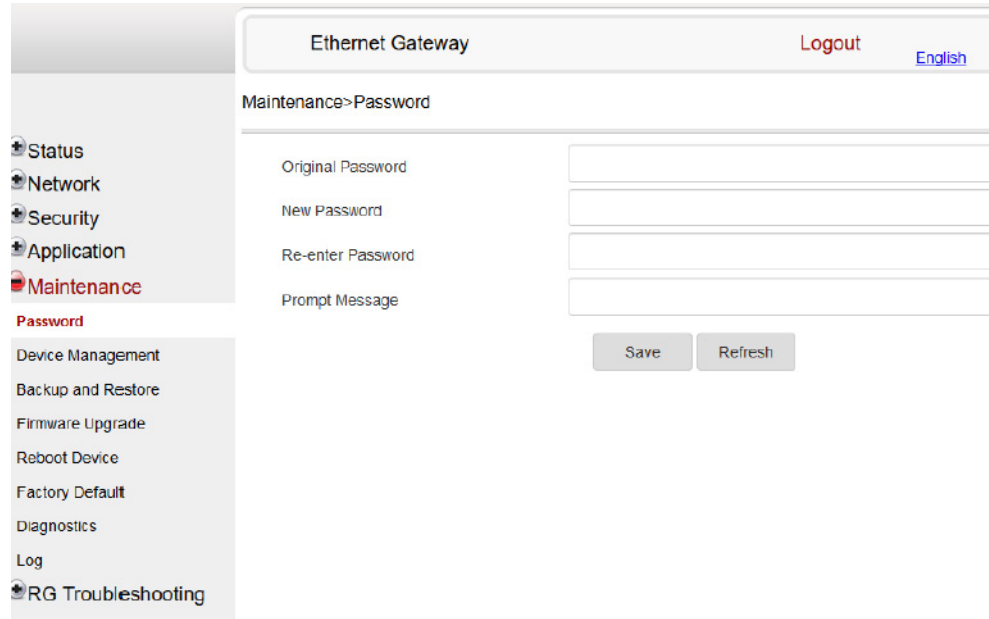 Ethernet Gateway
Logout
English
Maintenance>Password
Status
Network
Security
Application
Maintenance
Password
Device Management
Backup and Restore
Firmware Upgrade
Reboot Device
Factory Default
Diagnostics
Log
RG Troubleshooting
Original Password
New Password
Re-enter Password
Prompt Message
Save Refresh